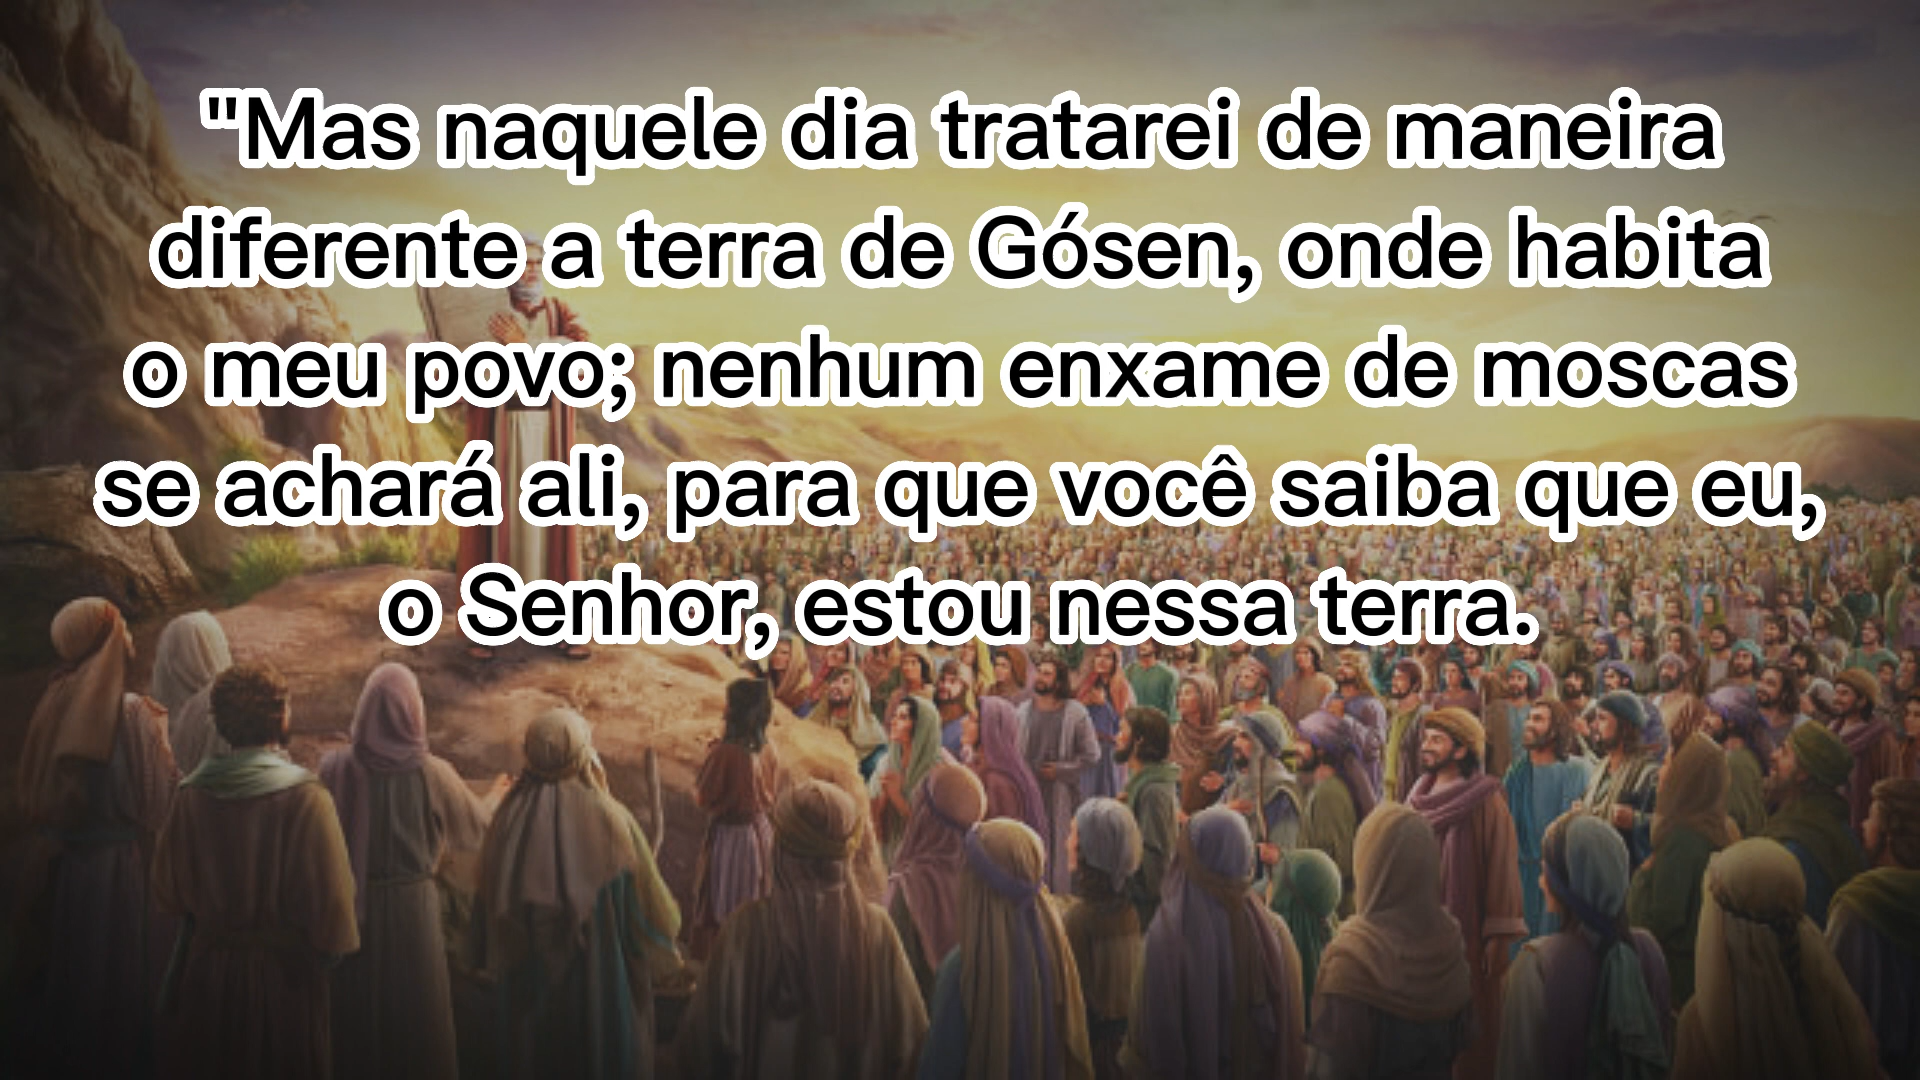 "Mas naquele dia tratarei de maneira
diferente a terra de Gósen, onde habita
o meu povo; nenhum enxame de moscas
se achará ali, para que você saiba que eu,
o Senhor, estou nessa terra.